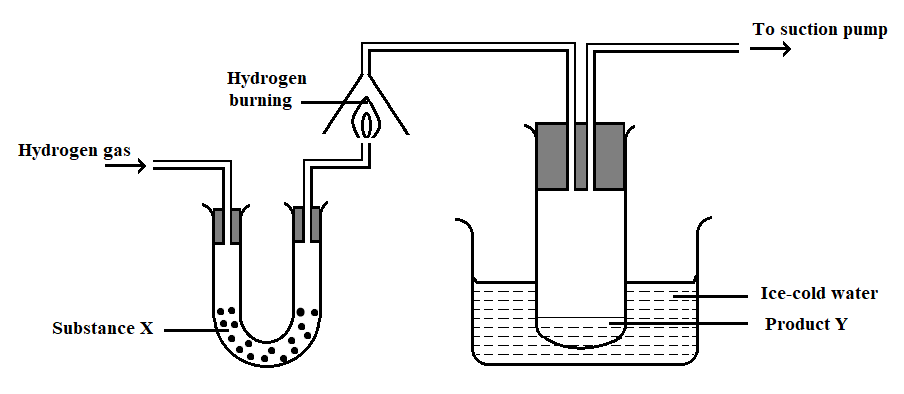 To suction pump
Hydrogen
burning
Hydrogen gas
Substance X
Ice-cold water
Product Y